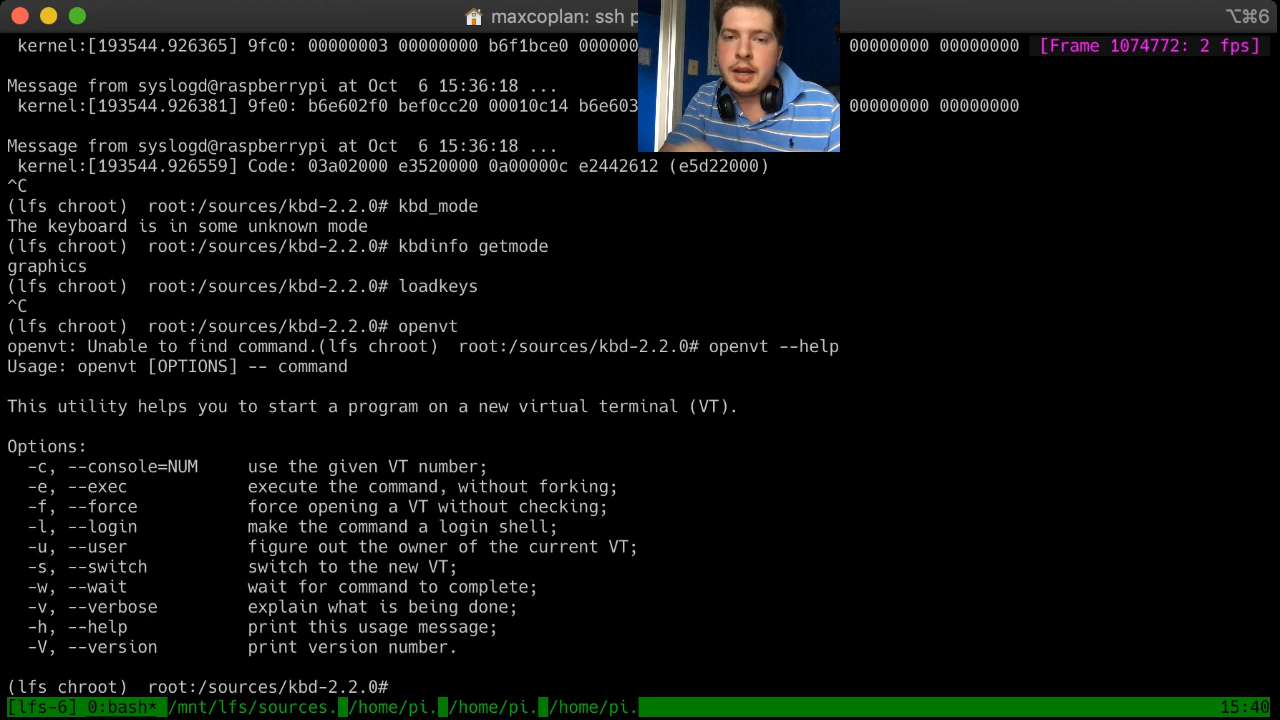 maxcoplan: ssh p
⌥⌘6
kernel:[193544.926365] 9fc0: 00000003 00000000 b6f1bce0 000000 00000000 00000000 [Frame 1074772: 2 fps]
Message from syslogd@raspberrypi at Oct  6 15:36:18 ...
kernel:[193544.926381] 9fe0: b6e602f0 bef0cc20 00010c14 b6e603 00000000 00000000
Message from syslogd@raspberrypi at Oct  6 15:36:18 ...
kernel:[193544.926559] Code: 03a02000 e3520000 0a00000c e2442612 (e5d22000)
^C
(lfs chroot)  root:/sources/kbd-2.2.0# kbd_mode
The keyboard is in some unknown mode
(lfs chroot)  root:/sources/kbd-2.2.0# kbdinfo getmode
graphics
(lfs chroot)  root:/sources/kbd-2.2.0# loadkeys
^C
(lfs chroot)  root:/sources/kbd-2.2.0# openvt
openvt: Unable to find command.(lfs chroot)  root:/sources/kbd-2.2.0# openvt --help
Usage: openvt [OPTIONS] -- command
This utility helps you to start a program on a new virtual terminal (VT).
Options:
-c, --console=NUM     use the given VT number;
-e, --exec            execute the command, without forking;
-f, --force           force opening a VT without checking;
-l, --login           make the command a login shell;
-u, --user            figure out the owner of the current VT;
-s, --switch          switch to the new VT;
-w, --wait            wait for command to complete;
-v, --verbose         explain what is being done;
-h, --help            print this usage message;
-V, --version         print version number.
(lfs chroot)  root:/sources/kbd-2.2.0#
[lfs-6] 0:bash* /mnt/lfs/sources. /home/pi. /home/pi. /home/pi. 15:40